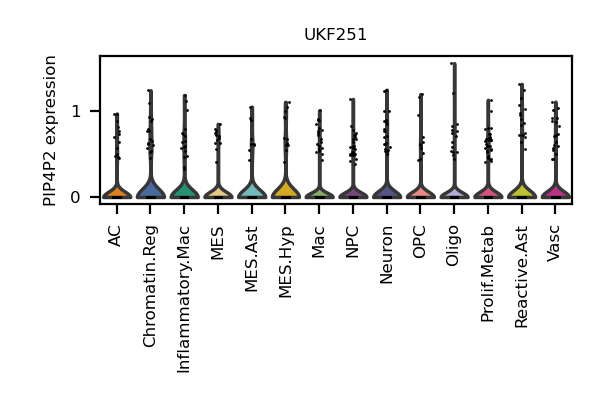 UKF251
PIP4P2 expression
1
0
AC
Chromatin.Reg
Inflammatory.Mac
MES
MES.Ast
MES.Hyp
Mac
NPC
Neuron
OPC
Oligo
Prolif.Metab
Reactive.Ast
Vasc